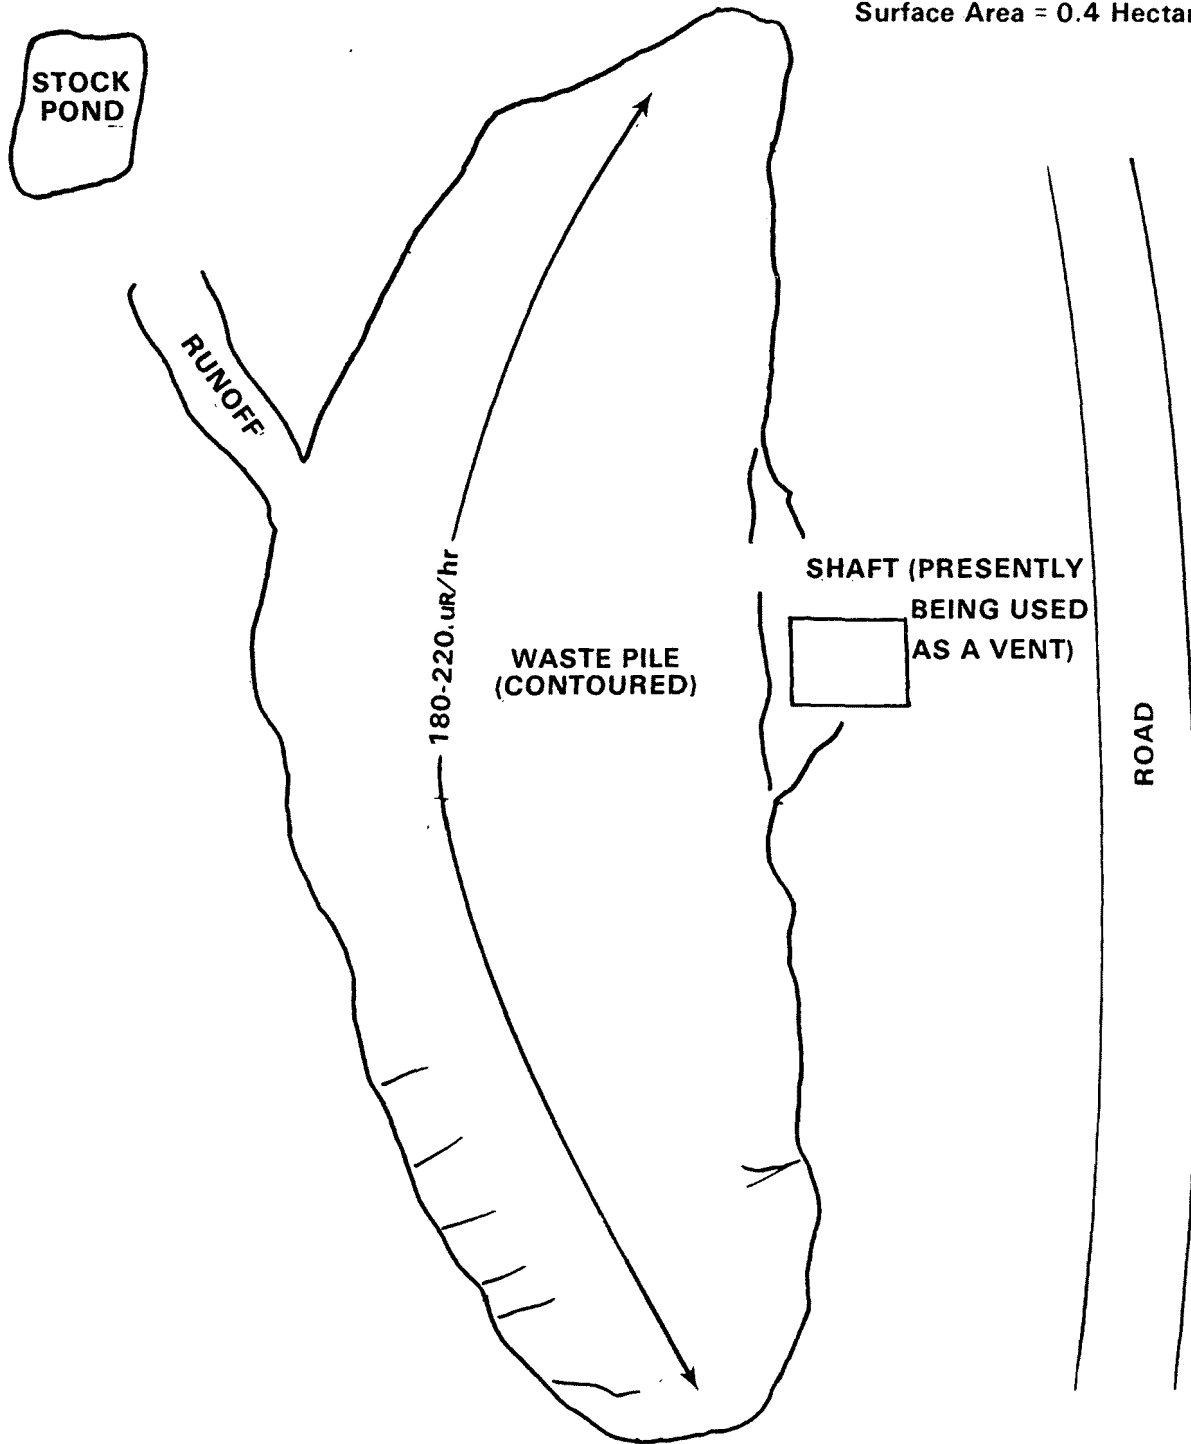 Surface Area = 0.4 Hectar
STOCK
POND
RUNOFF
180-220.uR/hr
SHAFT (PRESENTLY
BEING USED
AS A VENT)
WASTE PILE
(CONTOURED)
ROAD